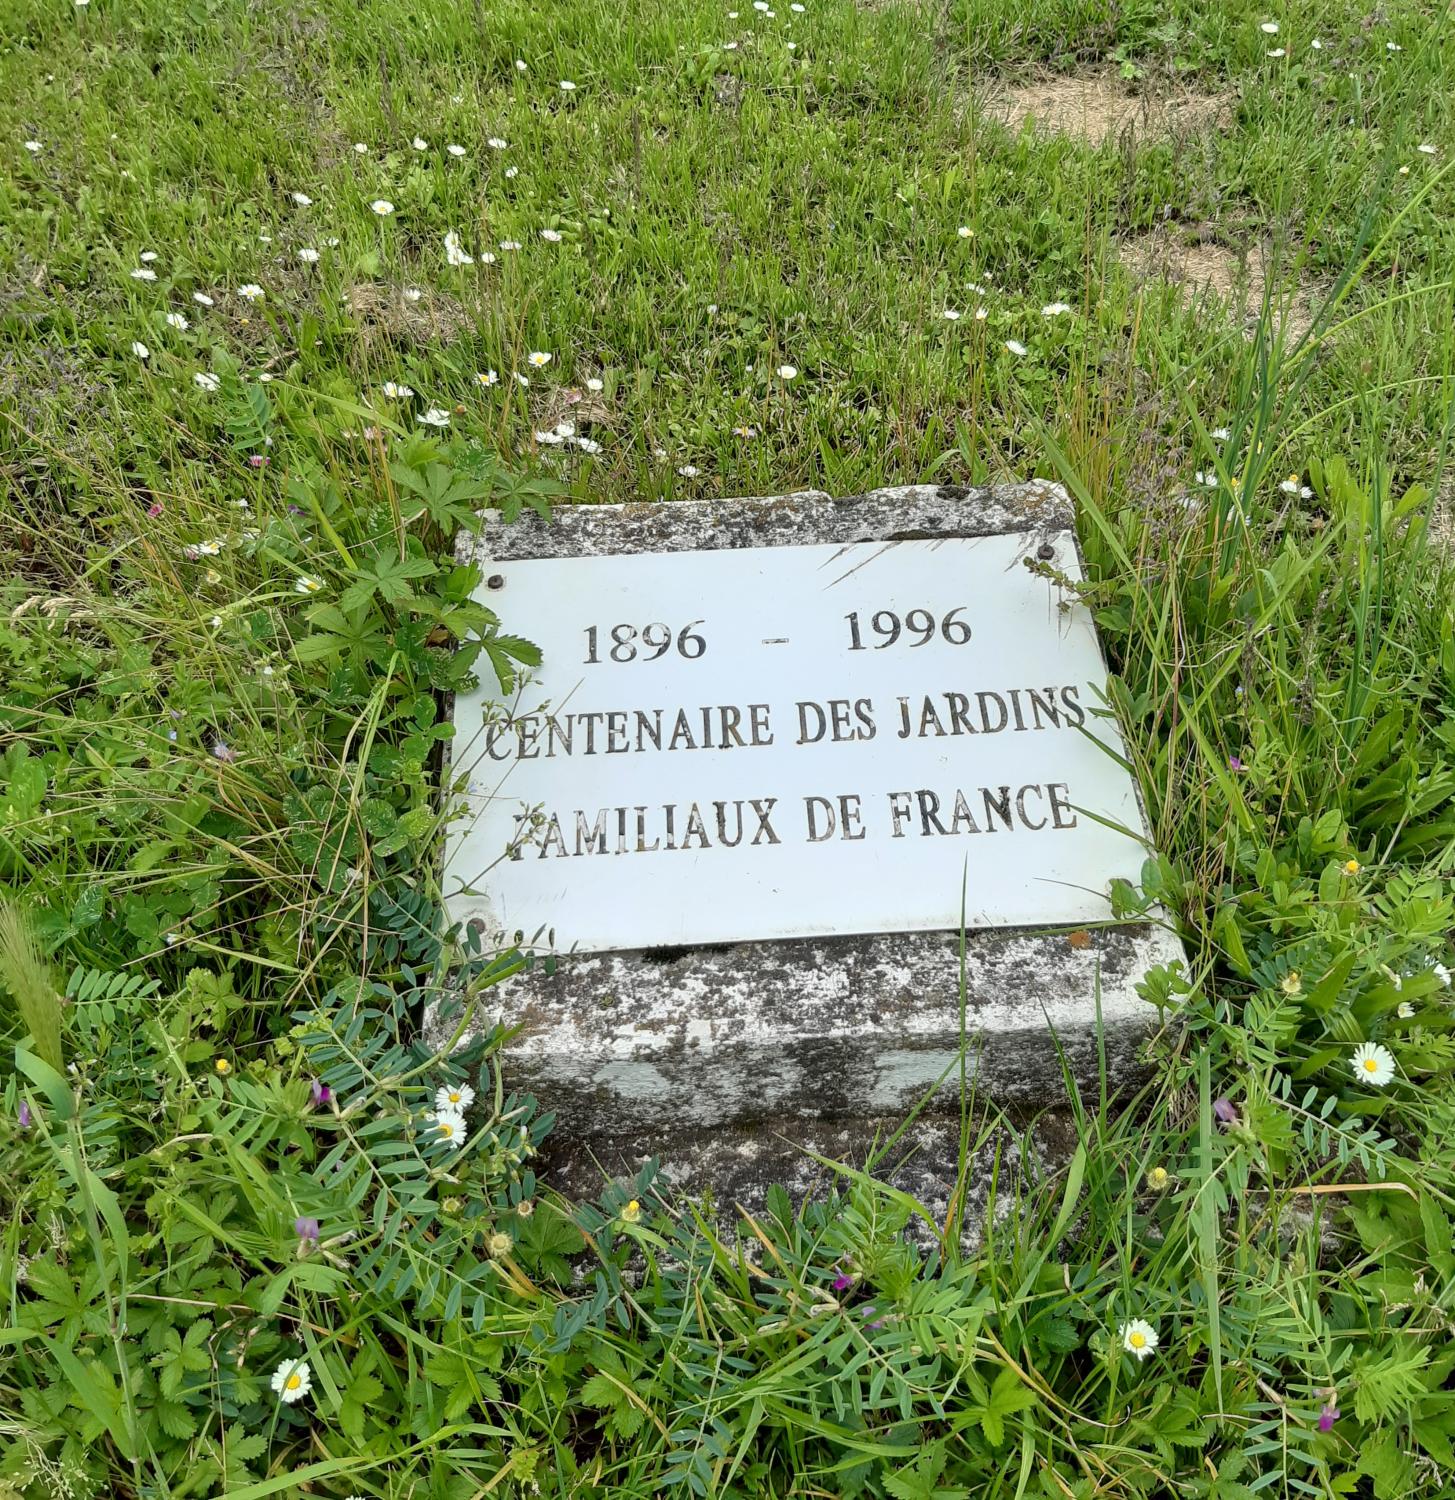 1896 - 1996
CENTENAIRE DES JARDINS
FAMILIAUX DE FRANCE